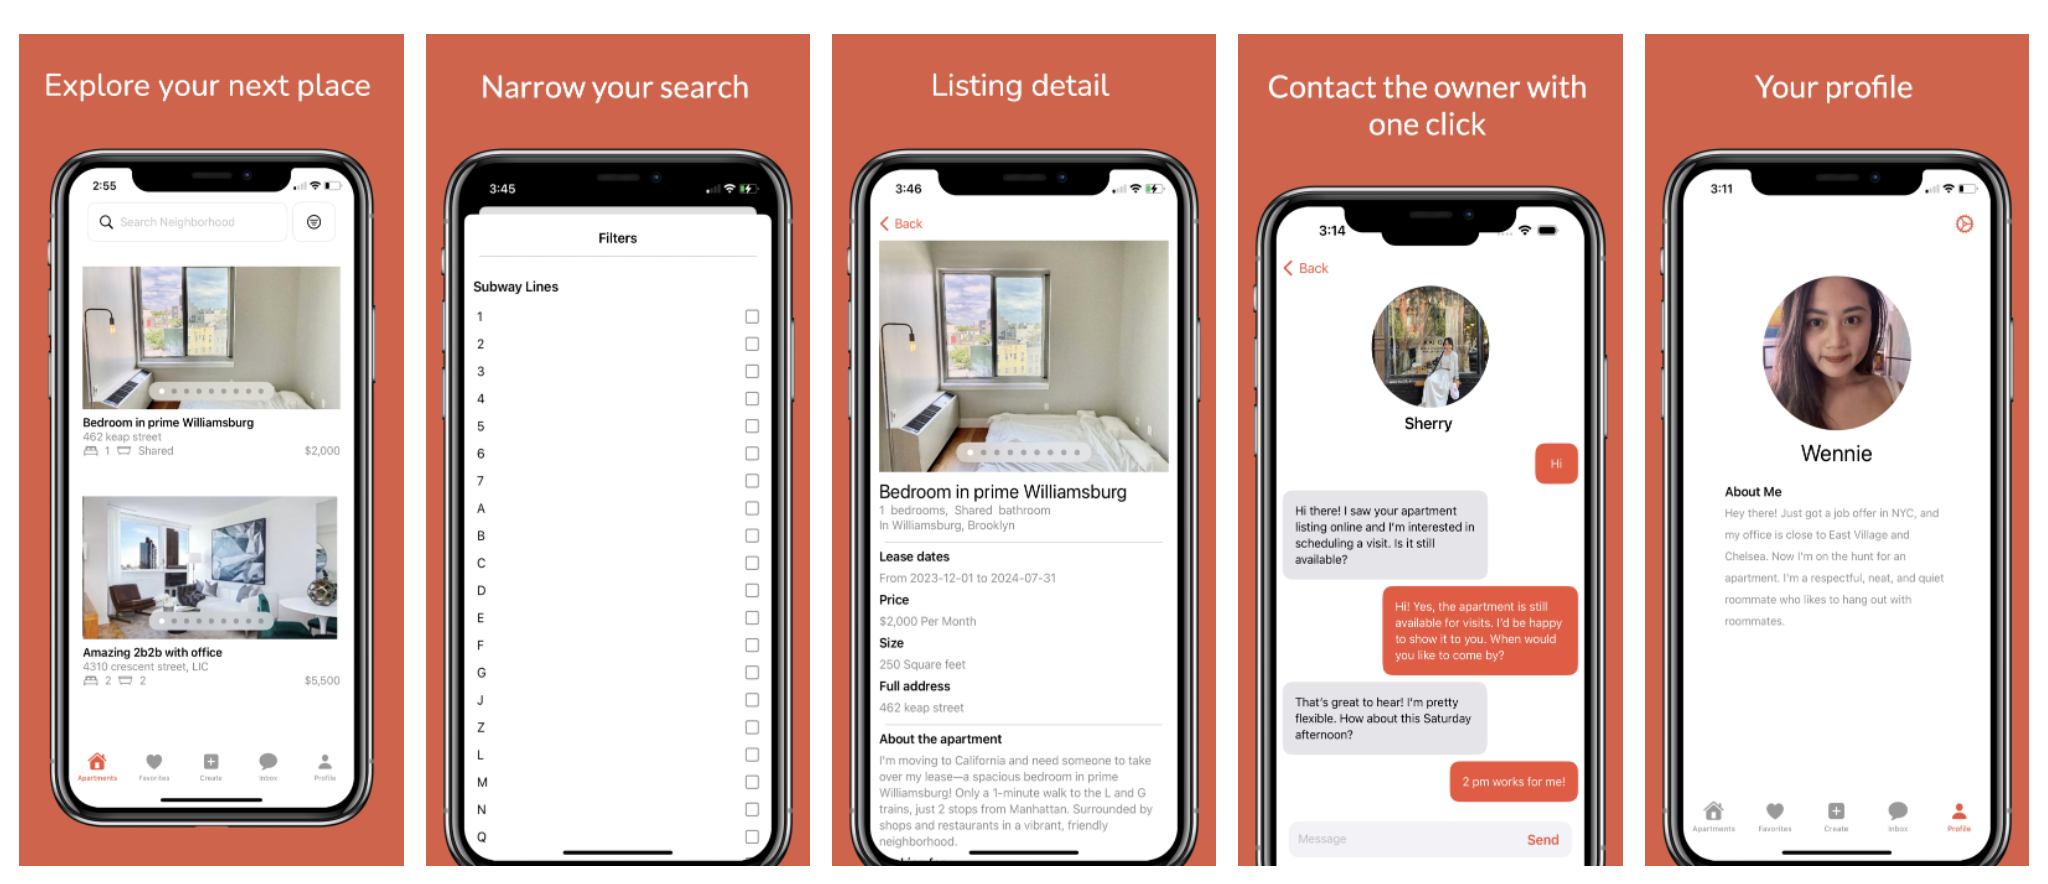 Explore your next place
2:55
Search Neighborhood
Bedroom in prime Williamsburg
462 keap street
1 Shared $2,000
Amazing 2b2b with office
4310 crescent street, LIC
2 2 $5,500
Apartments Favorites Create Inbox Profile
Narrow your search
3:45
Filters
Subway Lines
1
2
3
4
5
6
7
A
B
C
D
E
F
G
J
Z
L
M
N
Q
Listing detail
3:46
Back
Bedroom in prime Williamsburg
1 bedrooms, Shared bathroom
In Williamsburg, Brooklyn
Lease dates
From 2023-12-01 to 2024-07-31
Price
$2,000 Per Month
Size
250 Square feet
Full address
462 keap street
About the apartment
I'm moving to California and need someone to take
over my lease—a spacious bedroom in prime
Williamsburg! Only a 1-minute walk to the L and G
trains, just 2 stops from Manhattan. Surrounded by
shops and restaurants in a vibrant, friendly
neighborhood.
Contact the owner with
one click
3:14
Back
Sherry
Hi
Hi there! I saw your apartment
listing online and I'm interested in
scheduling a visit. Is it still
available?
Hi! Yes, the apartment is still
available for visits. I'd be happy
to show it to you. When would
you like to come by?
That's great to hear! I'm pretty
flexible. How about this Saturday
afternoon?
2 pm works for me!
Message Send
Your profile
3:11
Wennie
About Me
Hey there! Just got a job offer in NYC, and
my office is close to East Village and
Chelsea. Now I'm on the hunt for an
apartment. I'm a respectful, neat, and quiet
roommate who likes to hang out with
roommates.
Apartments Favorites Create Inbox Profile